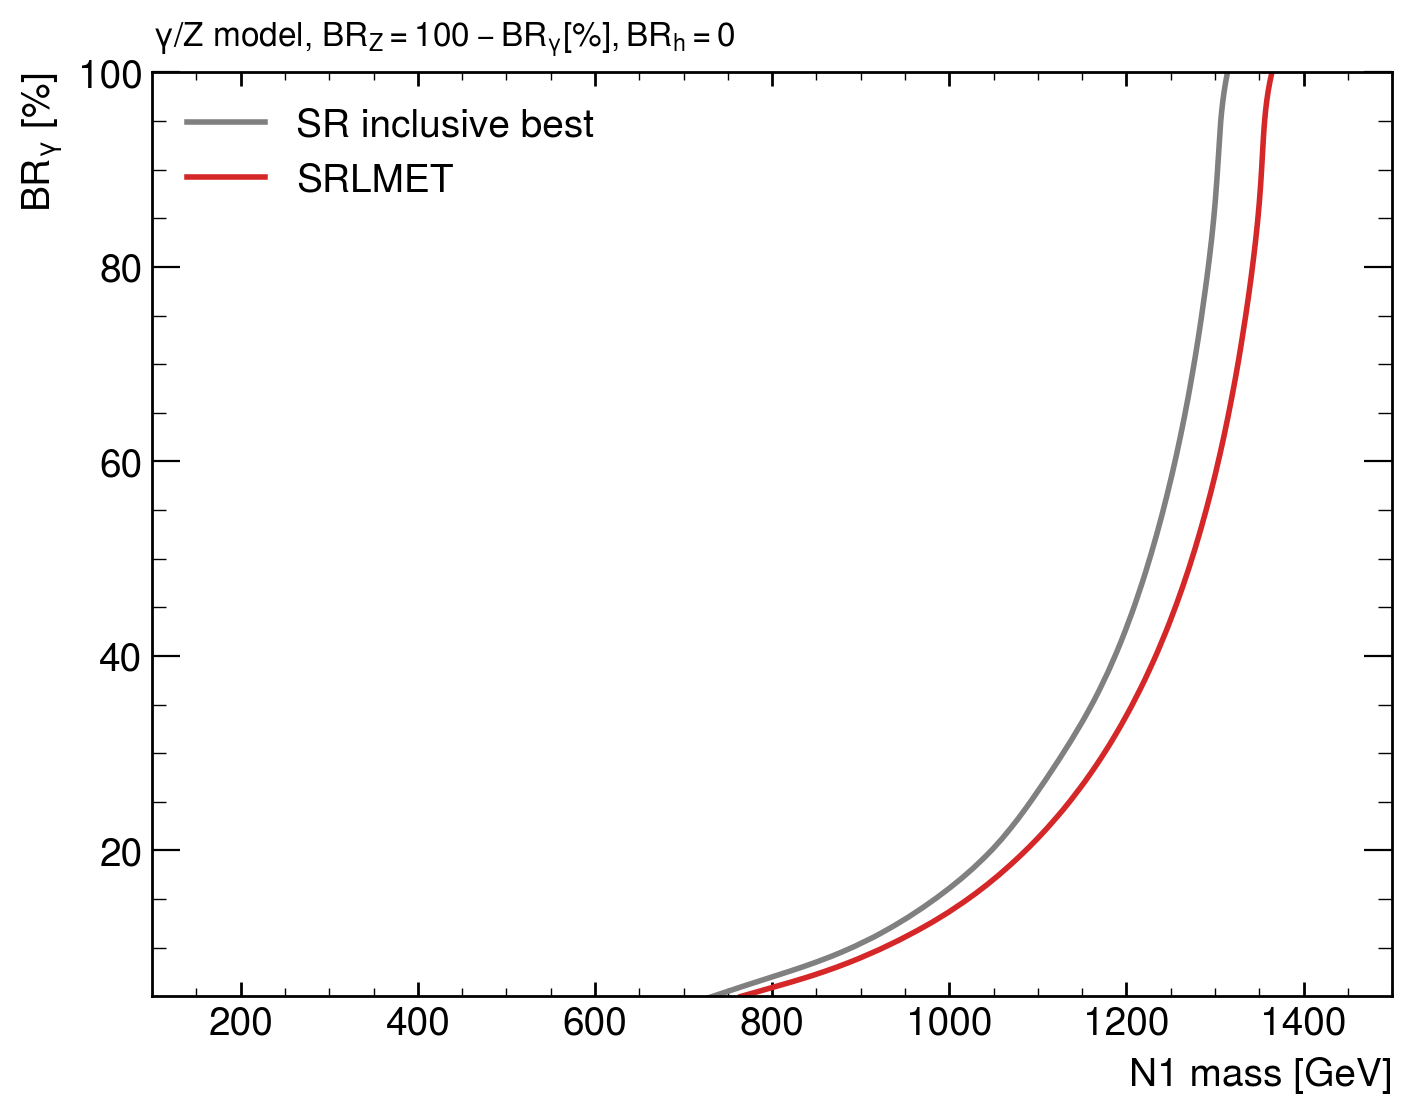 γ/Z model, BR_Z = 100 − BR_γ[%], BR_h = 0
BR_γ [%]
100
80
60
40
20
SR inclusive best
SRLMET
200 400 600 800 1000 1200 1400
N1 mass [GeV]